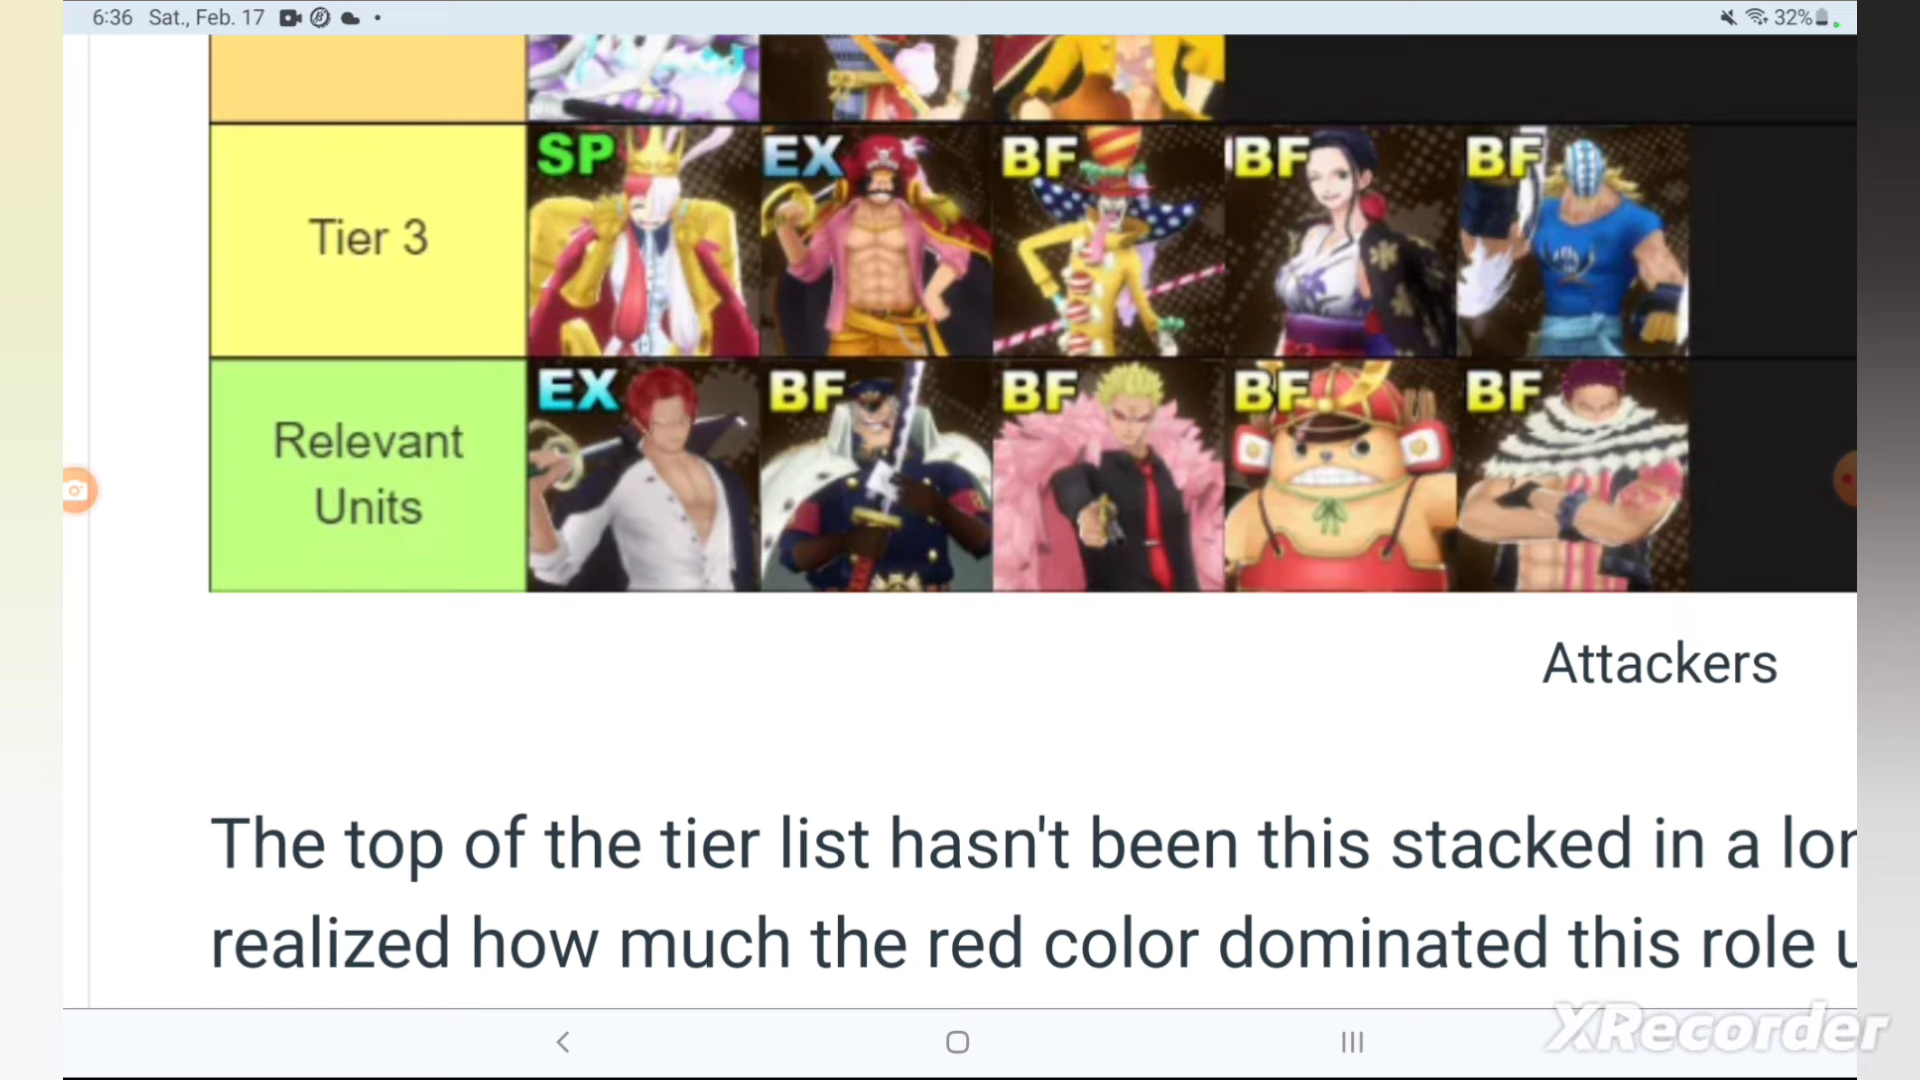 6:36 Sat., Feb. 17
32%
SP EX BF BF BF
Tier 3
EX BF BF BF BF
Relevant
Units
Attackers
The top of the tier list hasn't been this stacked in a
realized how much the red color dominated this role
XRecorder